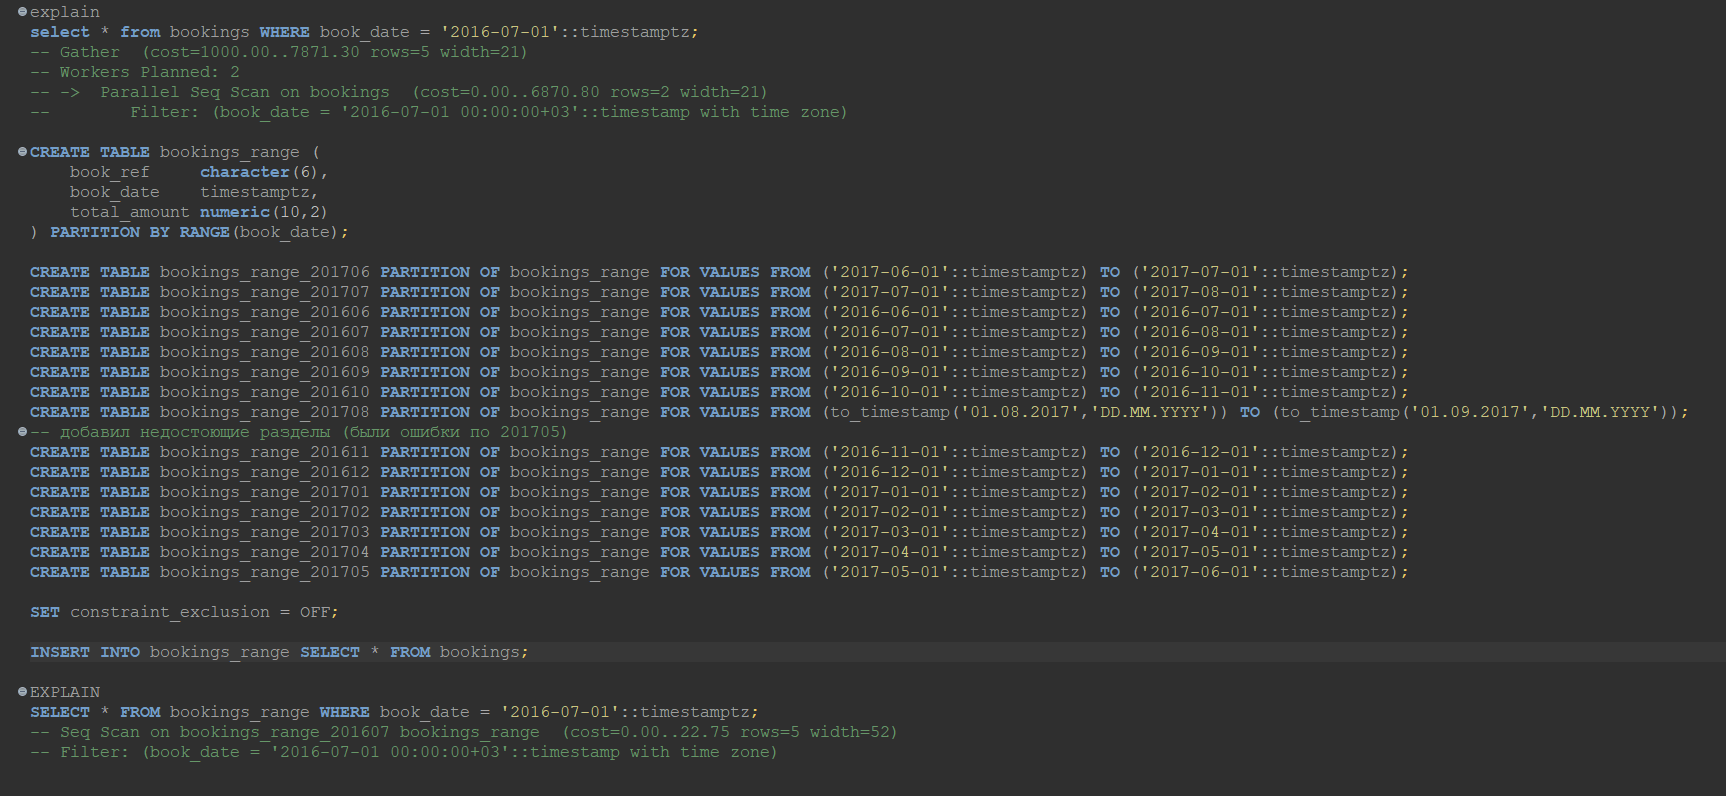 explain
select * from bookings WHERE book_date = '2016-07-01'::timestamptz;
-- Gather  (cost=1000.00..7871.30 rows=5 width=21)
-- Workers Planned: 2
-- ->  Parallel Seq Scan on bookings  (cost=0.00..6870.80 rows=2 width=21)
--        Filter: (book_date = '2016-07-01 00:00:00+03'::timestamp with time zone)
CREATE TABLE bookings_range (
    book_ref     character(6),
    book_date    timestamptz,
    total_amount numeric(10,2)
) PARTITION BY RANGE(book_date);
CREATE TABLE bookings_range_201706 PARTITION OF bookings_range FOR VALUES FROM ('2017-06-01'::timestamptz) TO ('2017-07-01'::timestamptz);
CREATE TABLE bookings_range_201707 PARTITION OF bookings_range FOR VALUES FROM ('2017-07-01'::timestamptz) TO ('2017-08-01'::timestamptz);
CREATE TABLE bookings_range_201606 PARTITION OF bookings_range FOR VALUES FROM ('2016-06-01'::timestamptz) TO ('2016-07-01'::timestamptz);
CREATE TABLE bookings_range_201607 PARTITION OF bookings_range FOR VALUES FROM ('2016-07-01'::timestamptz) TO ('2016-08-01'::timestamptz);
CREATE TABLE bookings_range_201608 PARTITION OF bookings_range FOR VALUES FROM ('2016-08-01'::timestamptz) TO ('2016-09-01'::timestamptz);
CREATE TABLE bookings_range_201609 PARTITION OF bookings_range FOR VALUES FROM ('2016-09-01'::timestamptz) TO ('2016-10-01'::timestamptz);
CREATE TABLE bookings_range_201610 PARTITION OF bookings_range FOR VALUES FROM ('2016-10-01'::timestamptz) TO ('2016-11-01'::timestamptz);
CREATE TABLE bookings_range_201708 PARTITION OF bookings_range FOR VALUES FROM (to_timestamp('01.08.2017','DD.MM.YYYY')) TO (to_timestamp('01.09.2017','DD.MM.YYYY'));
-- добавил недостоющие разделы (были ошибки по 201705)
CREATE TABLE bookings_range_201611 PARTITION OF bookings_range FOR VALUES FROM ('2016-11-01'::timestamptz) TO ('2016-12-01'::timestamptz);
CREATE TABLE bookings_range_201612 PARTITION OF bookings_range FOR VALUES FROM ('2016-12-01'::timestamptz) TO ('2017-01-01'::timestamptz);
CREATE TABLE bookings_range_201701 PARTITION OF bookings_range FOR VALUES FROM ('2017-01-01'::timestamptz) TO ('2017-02-01'::timestamptz);
CREATE TABLE bookings_range_201702 PARTITION OF bookings_range FOR VALUES FROM ('2017-02-01'::timestamptz) TO ('2017-03-01'::timestamptz);
CREATE TABLE bookings_range_201703 PARTITION OF bookings_range FOR VALUES FROM ('2017-03-01'::timestamptz) TO ('2017-04-01'::timestamptz);
CREATE TABLE bookings_range_201704 PARTITION OF bookings_range FOR VALUES FROM ('2017-04-01'::timestamptz) TO ('2017-05-01'::timestamptz);
CREATE TABLE bookings_range_201705 PARTITION OF bookings_range FOR VALUES FROM ('2017-05-01'::timestamptz) TO ('2017-06-01'::timestamptz);
SET constraint_exclusion = OFF;
INSERT INTO bookings_range SELECT * FROM bookings;
EXPLAIN
SELECT * FROM bookings_range WHERE book_date = '2016-07-01'::timestamptz;
-- Seq Scan on bookings_range_201607 bookings_range  (cost=0.00..22.75 rows=5 width=52)
-- Filter: (book_date = '2016-07-01 00:00:00+03'::timestamp with time zone)